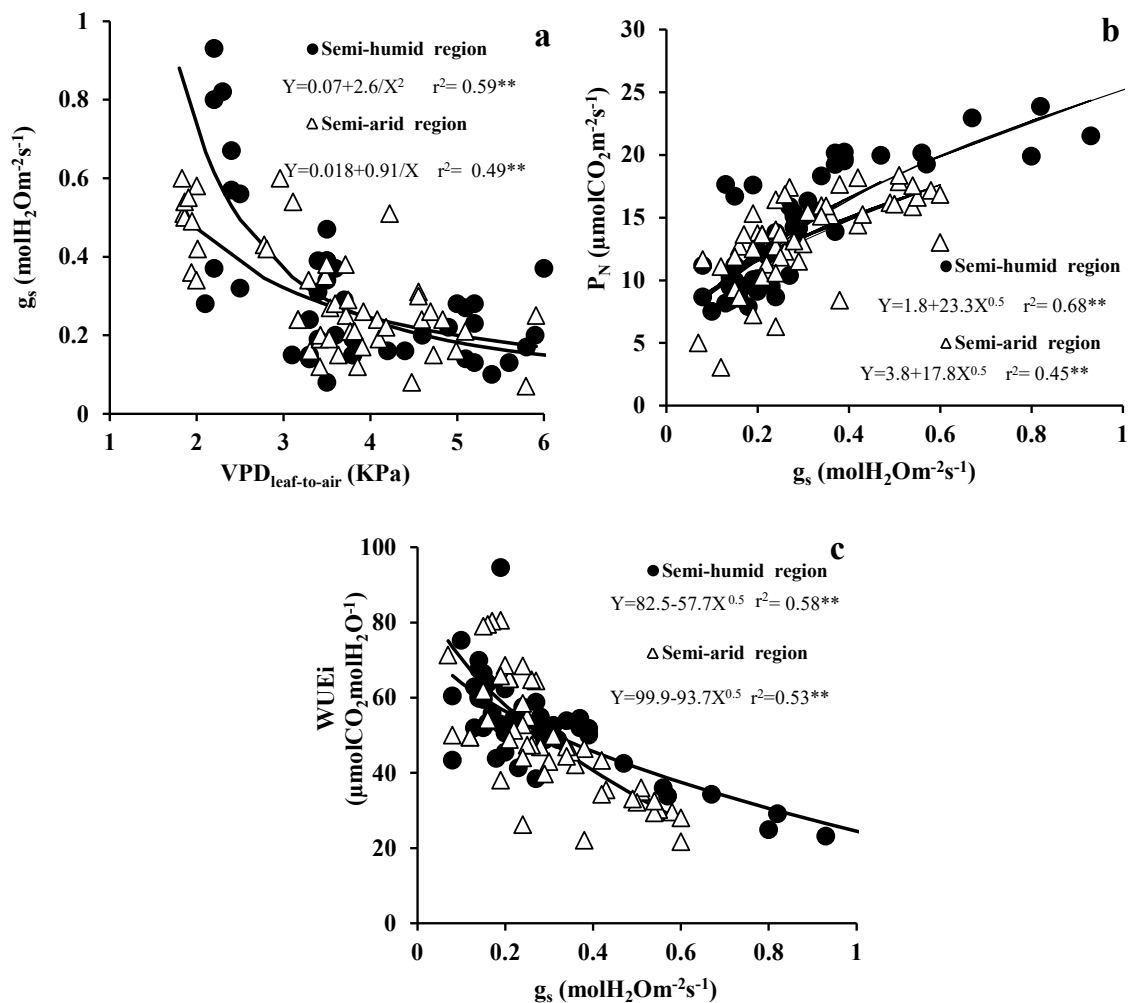 a
● Semi-humid region
Y=0.07+2.6/X² r²= 0.59**
△ Semi-arid region
Y=0.018+0.91/X r²= 0.49**
gₛ (molH₂Om⁻²s⁻¹)
1
0.8
0.6
0.4
0.2
0
1 2 3 4 5 6
VPD leaf-to-air (KPa)
b
30
25
20
15
10
5
0
P_N (µmolCO₂m⁻²s⁻¹)
● Semi-humid region
Y=1.8+23.3X⁰·⁵ r²= 0.68**
△ Semi-arid region
Y=3.8+17.8X⁰·⁵ r²= 0.45**
0 0.2 0.4 0.6 0.8 1
gₛ (molH₂Om⁻²s⁻¹)
c
● Semi-humid region
Y=82.5-57.7X⁰·⁵ r²= 0.58**
△ Semi-arid region
Y=99.9-93.7X⁰·⁵ r²=0.53**
WUEi
(µmolCO₂molH₂O⁻¹)
100
80
60
40
20
0
0 0.2 0.4 0.6 0.8 1
gₛ (molH₂Om⁻²s⁻¹)